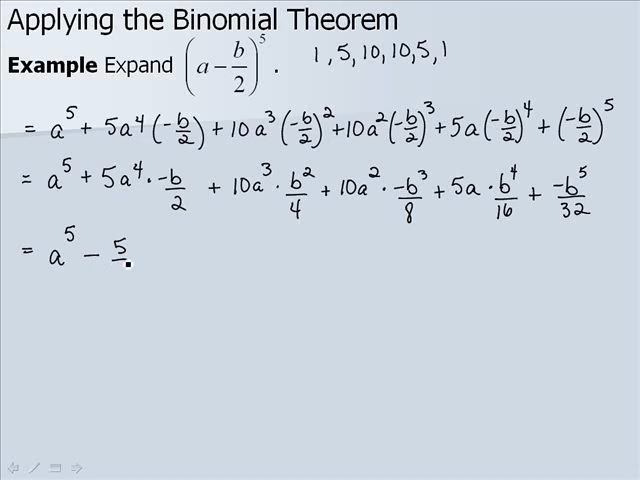 Applying the Binomial Theorem
Example Expand (a - b/2)^5. 1, 5, 10, 10, 5, 1
= a^5 + 5a^4(-b/2) + 10a^3(-b/2)^2 + 10a^2(-b/2)^3 + 5a(-b/2)^4 + (-b/2)^5
= a^5 + 5a^4 · -b/2 + 10a^3 · b^2/4 + 10a^2 · -b^3/8 + 5a · b^4/16 + -b^5/32
= a^5 - 5/